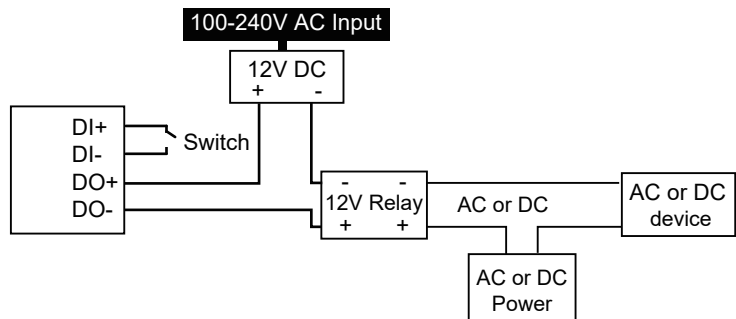 100-240V AC Input
12V DC
+ -
DI+
DI-
Switch
DO+
DO-
- -
12V Relay
+ +
AC or DC
AC or DC
device
AC or DC
Power